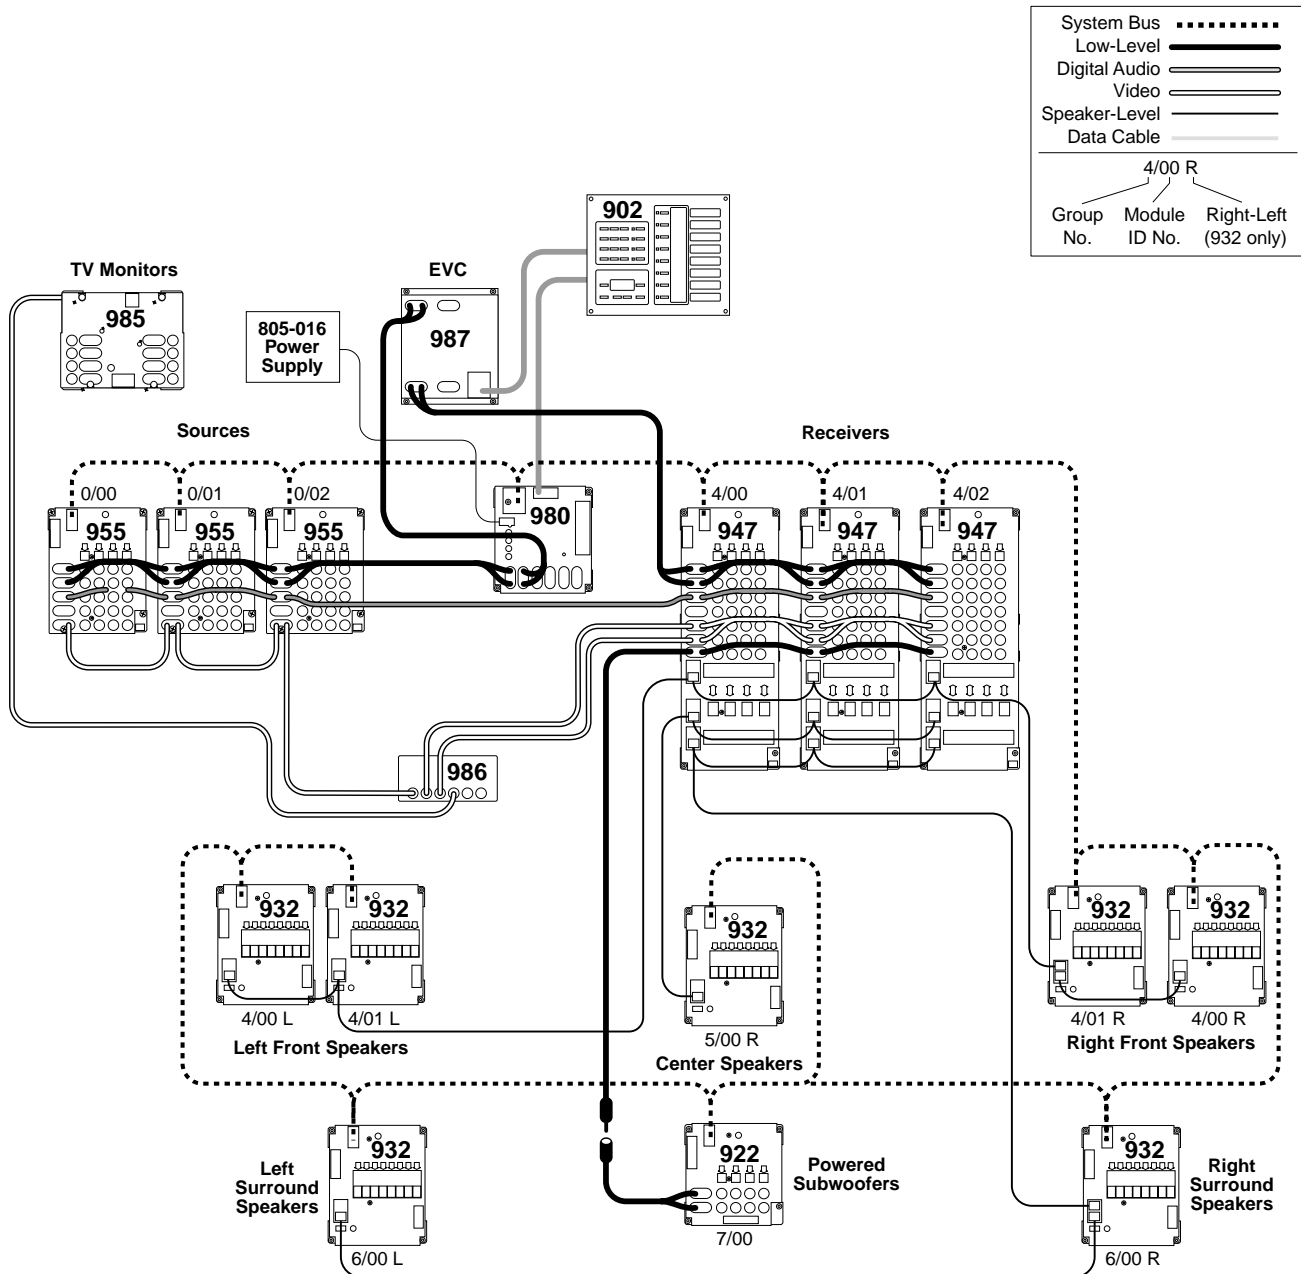 System Bus
Low-Level
Digital Audio
Video
Speaker-Level
Data Cable
4/00 R
Group No.
Module ID No.
Right-Left (932 only)
902
TV Monitors
985
EVC
987
805-016
Power
Supply
Sources
Receivers
0/00
0/01
0/02
980
4/00
4/01
4/02
955
955
955
947
947
947
986
932
932
932
932
932
4/00 L
4/01 L
Left Front Speakers
5/00 R
Center Speakers
4/01 R
4/00 R
Right Front Speakers
932
922
932
Left
Surround
Speakers
Powered
Subwoofers
Right
Surround
Speakers
6/00 L
7/00
6/00 R